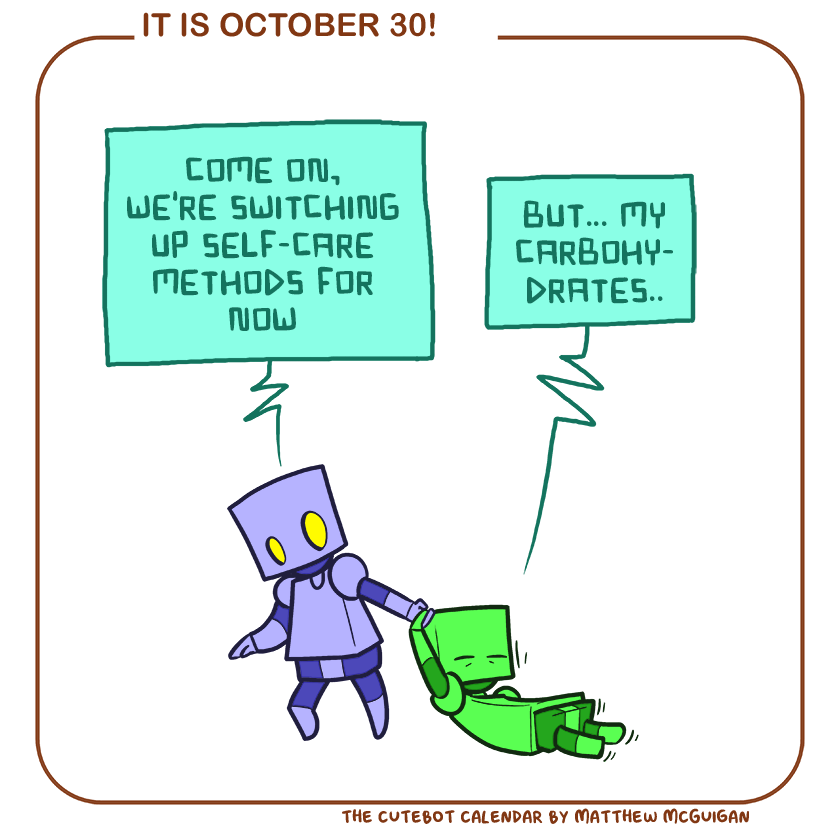 IT IS OCTOBER 30!
COME ON,
WE'RE SWITCHING
UP SELF-CARE
METHODS FOR
NOW
BUT... MY
CARBOHY-
DRATES..
THE CUTEBOT CALENDAR BY MATTHEW MCGUIGAN